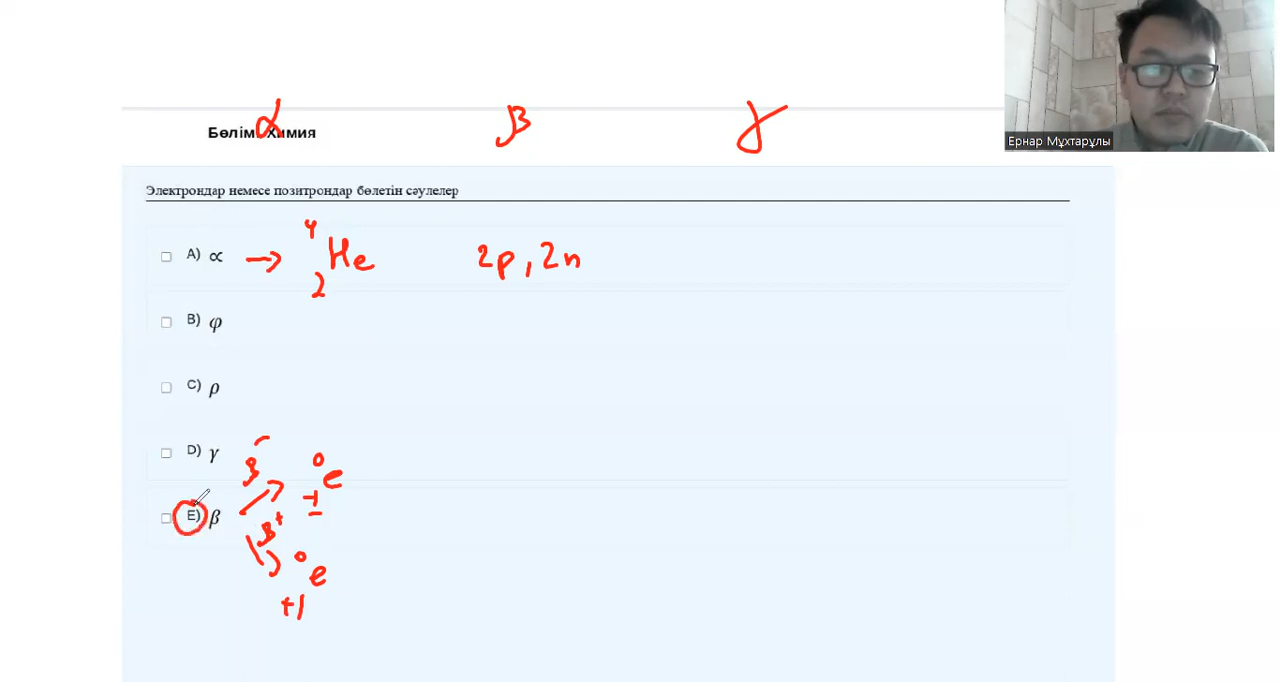 α β γ
Бөлім: Химия
Ернар Мұхтарұлы
Электрондар немесе позитрондар бөлетін сәулелер
A) ∝ → ⁴₂He 2p, 2n
B) φ
C) ρ
D) γ
β⁻ ⁰₋₁e
E) β
β⁺ ⁰₊₁e